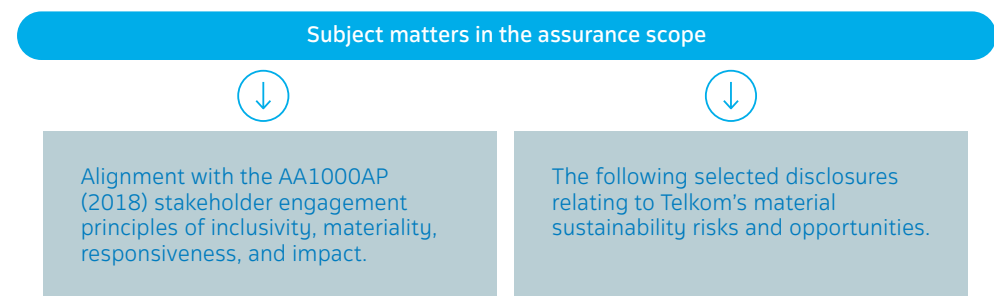 Subject matters in the assurance scope
Alignment with the AA1000AP
(2018) stakeholder engagement
principles of inclusivity, materiality,
responsiveness, and impact.
The following selected disclosures
relating to Telkom's material
sustainability risks and opportunities.